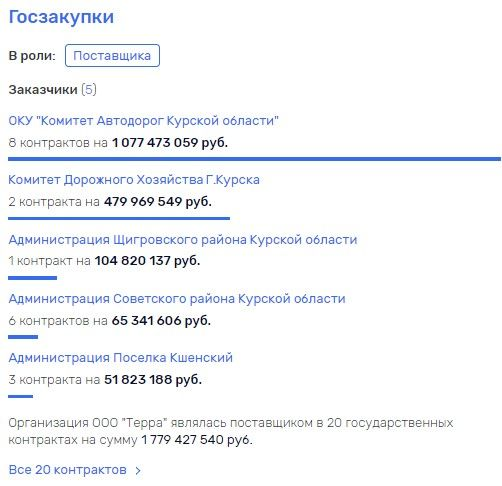 Госзакупки
В роли: Поставщика
Заказчики (5)
ОКУ "Комитет Автодорог Курской области"
8 контрактов на 1 077 473 059 руб.
Комитет Дорожного Хозяйства Г.Курска
2 контракта на 479 969 549 руб.
Администрация Щигровского района Курской области
1 контракт на 104 820 137 руб.
Администрация Советского района Курской области
6 контрактов на 65 341 606 руб.
Администрация Поселка Кшенский
3 контракта на 51 823 188 руб.
Организация ООО "Терра" являлась поставщиком в 20 государственных
контрактах на сумму 1 779 427 540 руб.
Все 20 контрактов >